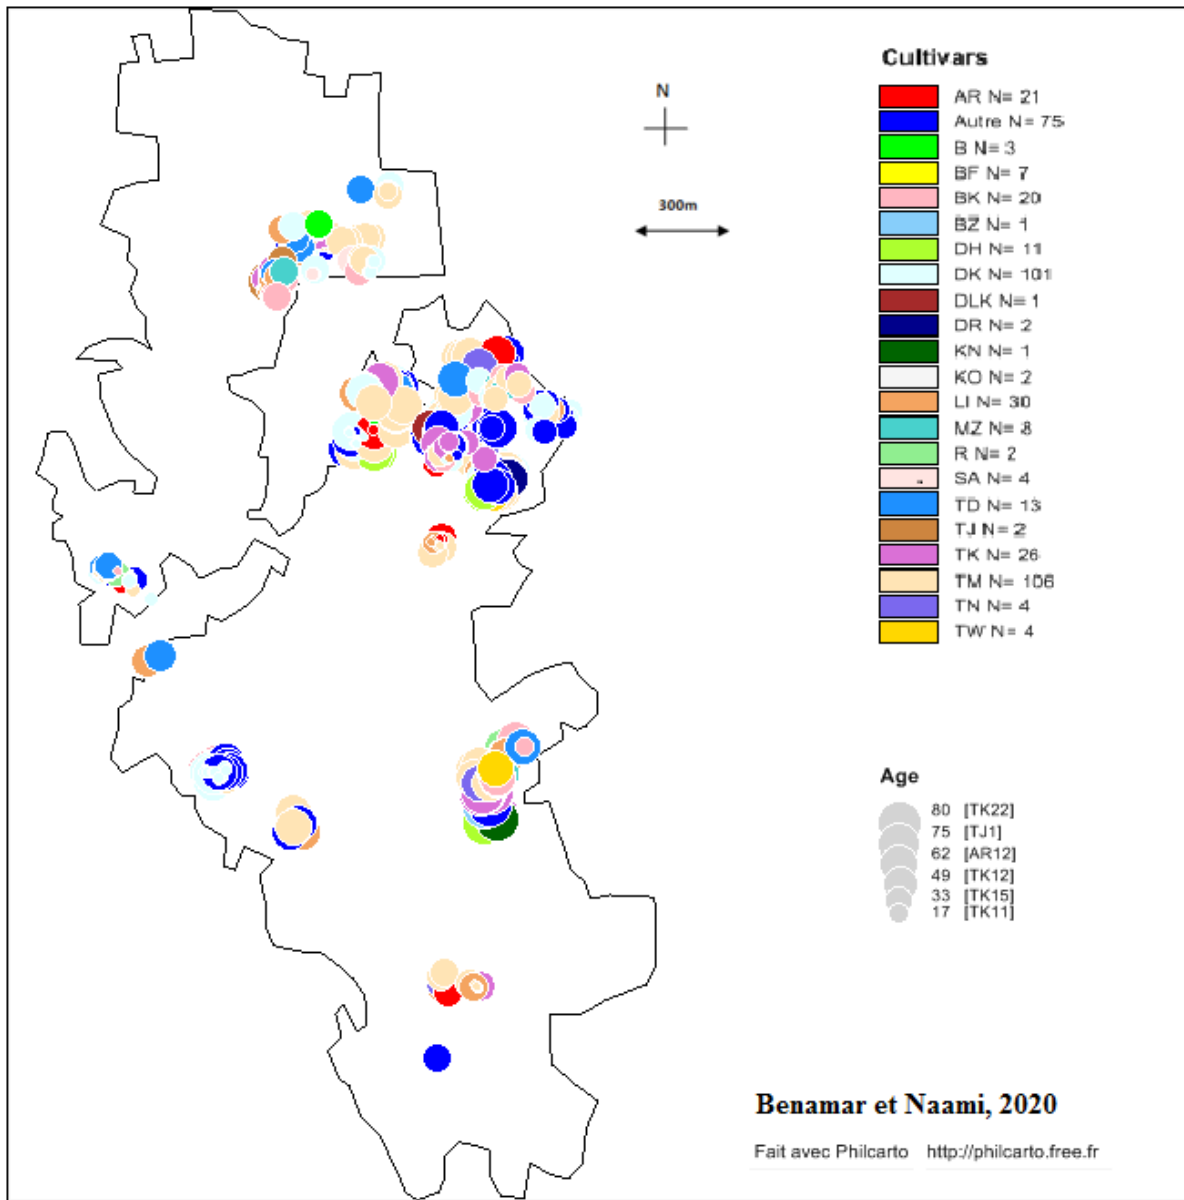 Cultivars
AR N= 21
Autre N= 75
B N= 3
BF N= 7
BK N= 20
BZ N= 1
DH N= 11
DK N= 101
DLK N= 1
DR N= 2
KN N= 1
KO N= 2
LI N= 30
MZ N= 8
R N= 2
SA N= 4
TD N= 13
TJ N= 2
TK N= 26
TM N= 106
TN N= 4
TW N= 4
N
300m
Age
80 [TK22]
75 [TJ1]
62 [AR12]
49 [TK12]
33 [TK15]
17 [TK11]
Benamar et Naami, 2020
Fait avec Philcarto http://philcarto.free.fr